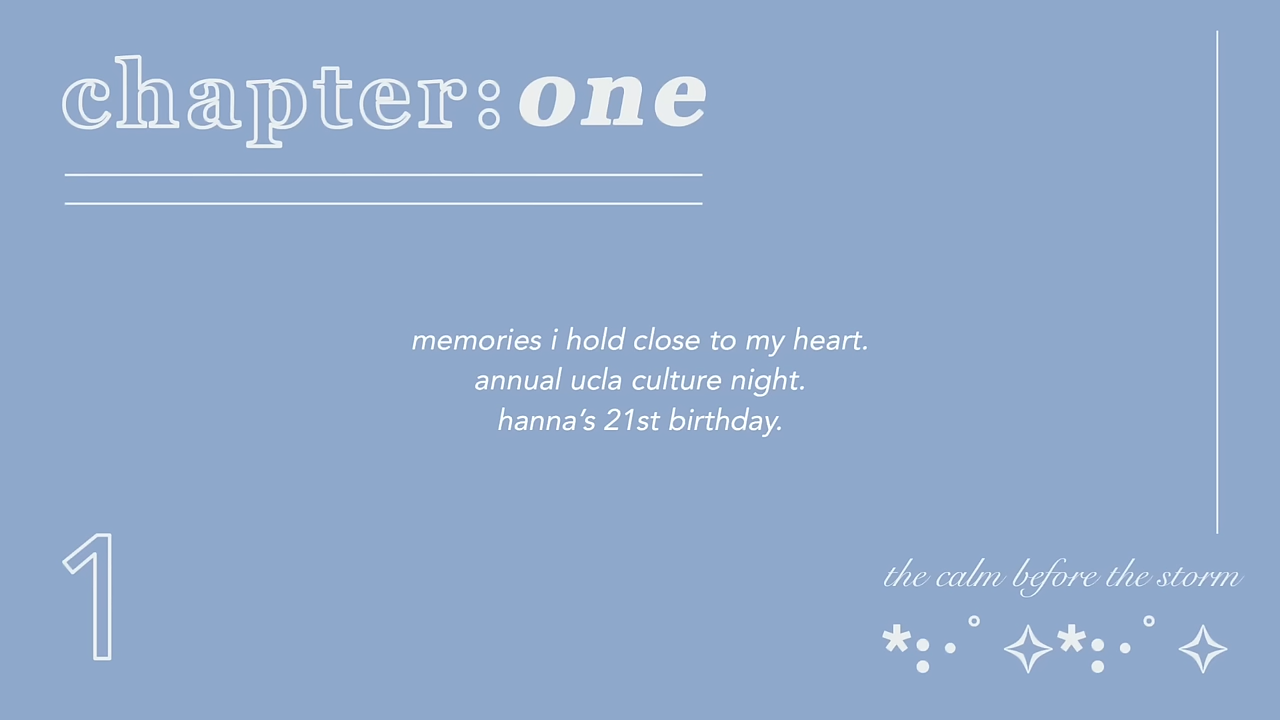 chapter: one
memories i hold close to my heart.
annual ucla culture night.
hanna's 21st birthday.
1
the calm before the storm
*:·˚ ✧*:·˚ ✧